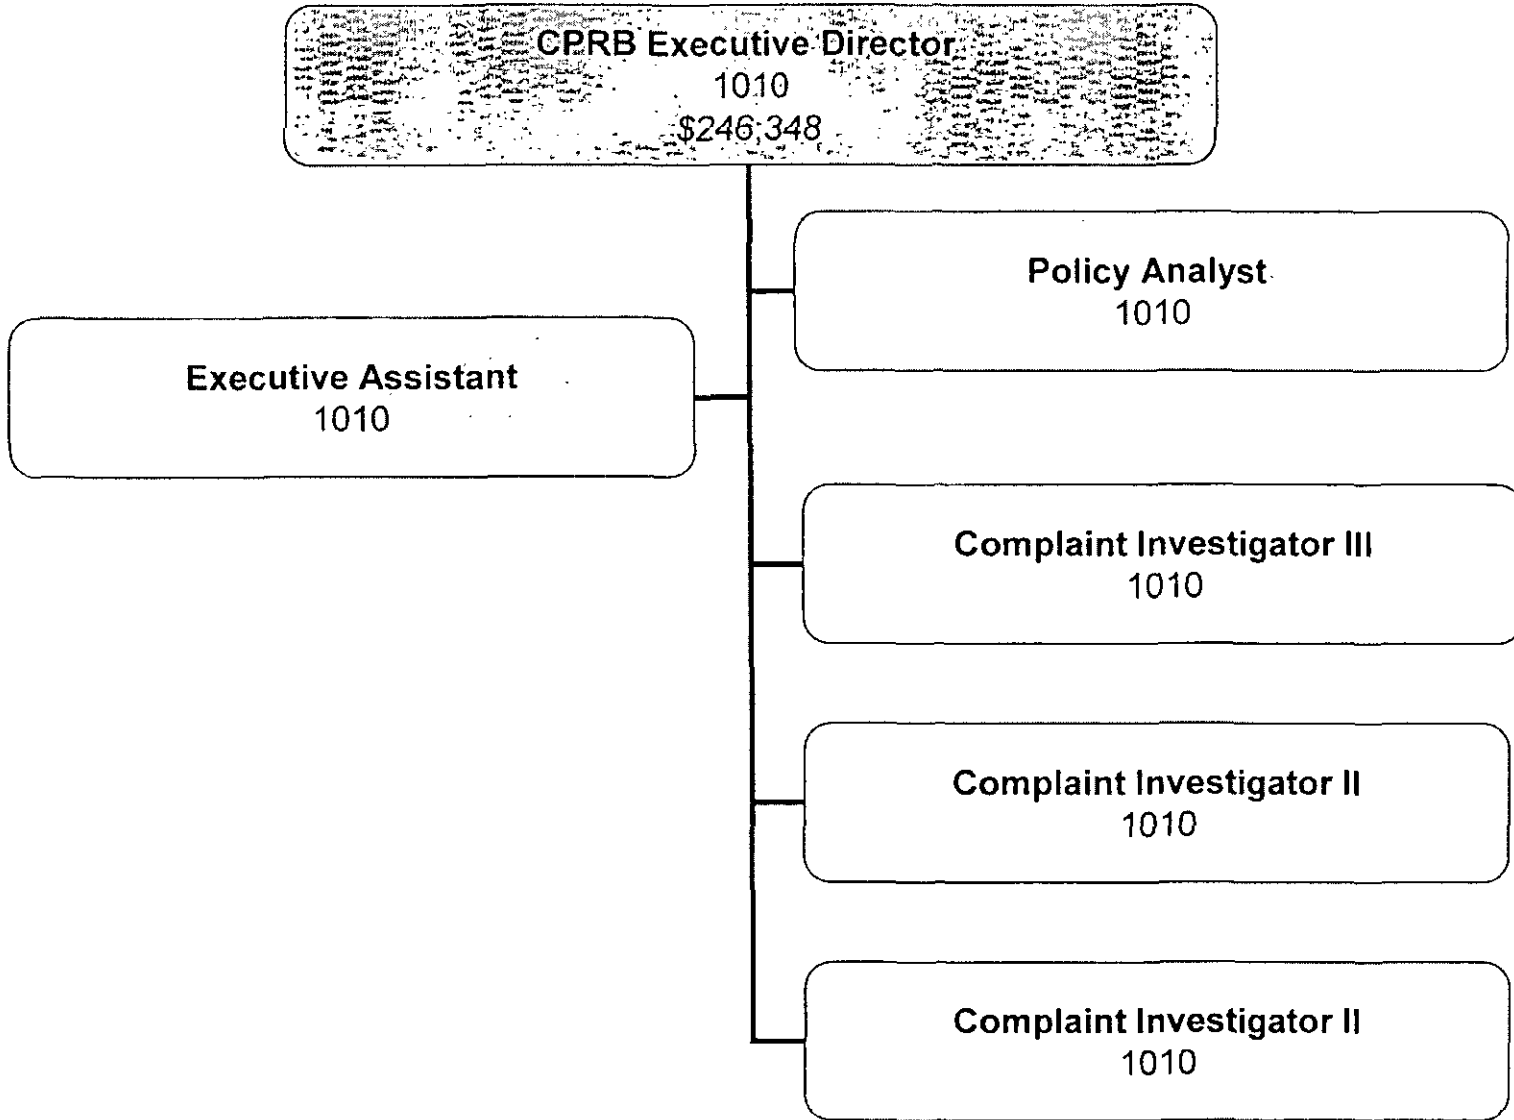 CPRB Executive Director
1010
$246,348
Policy Analyst
1010
Executive Assistant
1010
Complaint Investigator III
1010
Complaint Investigator II
1010
Complaint Investigator II
1010